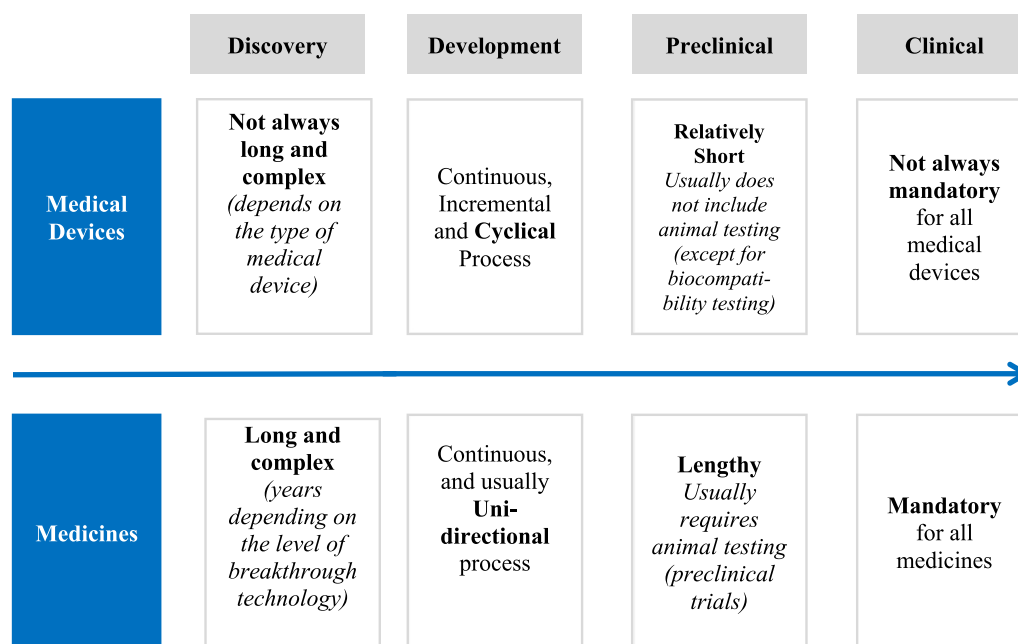 Discovery
Development
Preclinical
Clinical
Medical
Devices
Not always
long and
complex
(depends on
the type of
medical
device)
Continuous,
Incremental
and Cyclical
Process
Relatively
Short
Usually does
not include
animal testing
(except for
biocompati-
bility testing)
Not always
mandatory
for all
medical
devices
Medicines
Long and
complex
(years
depending on
the level of
breakthrough
technology)
Continuous,
and usually
Uni-
directional
process
Lengthy
Usually
requires
animal testing
(preclinical
trials)
Mandatory
for all
medicines